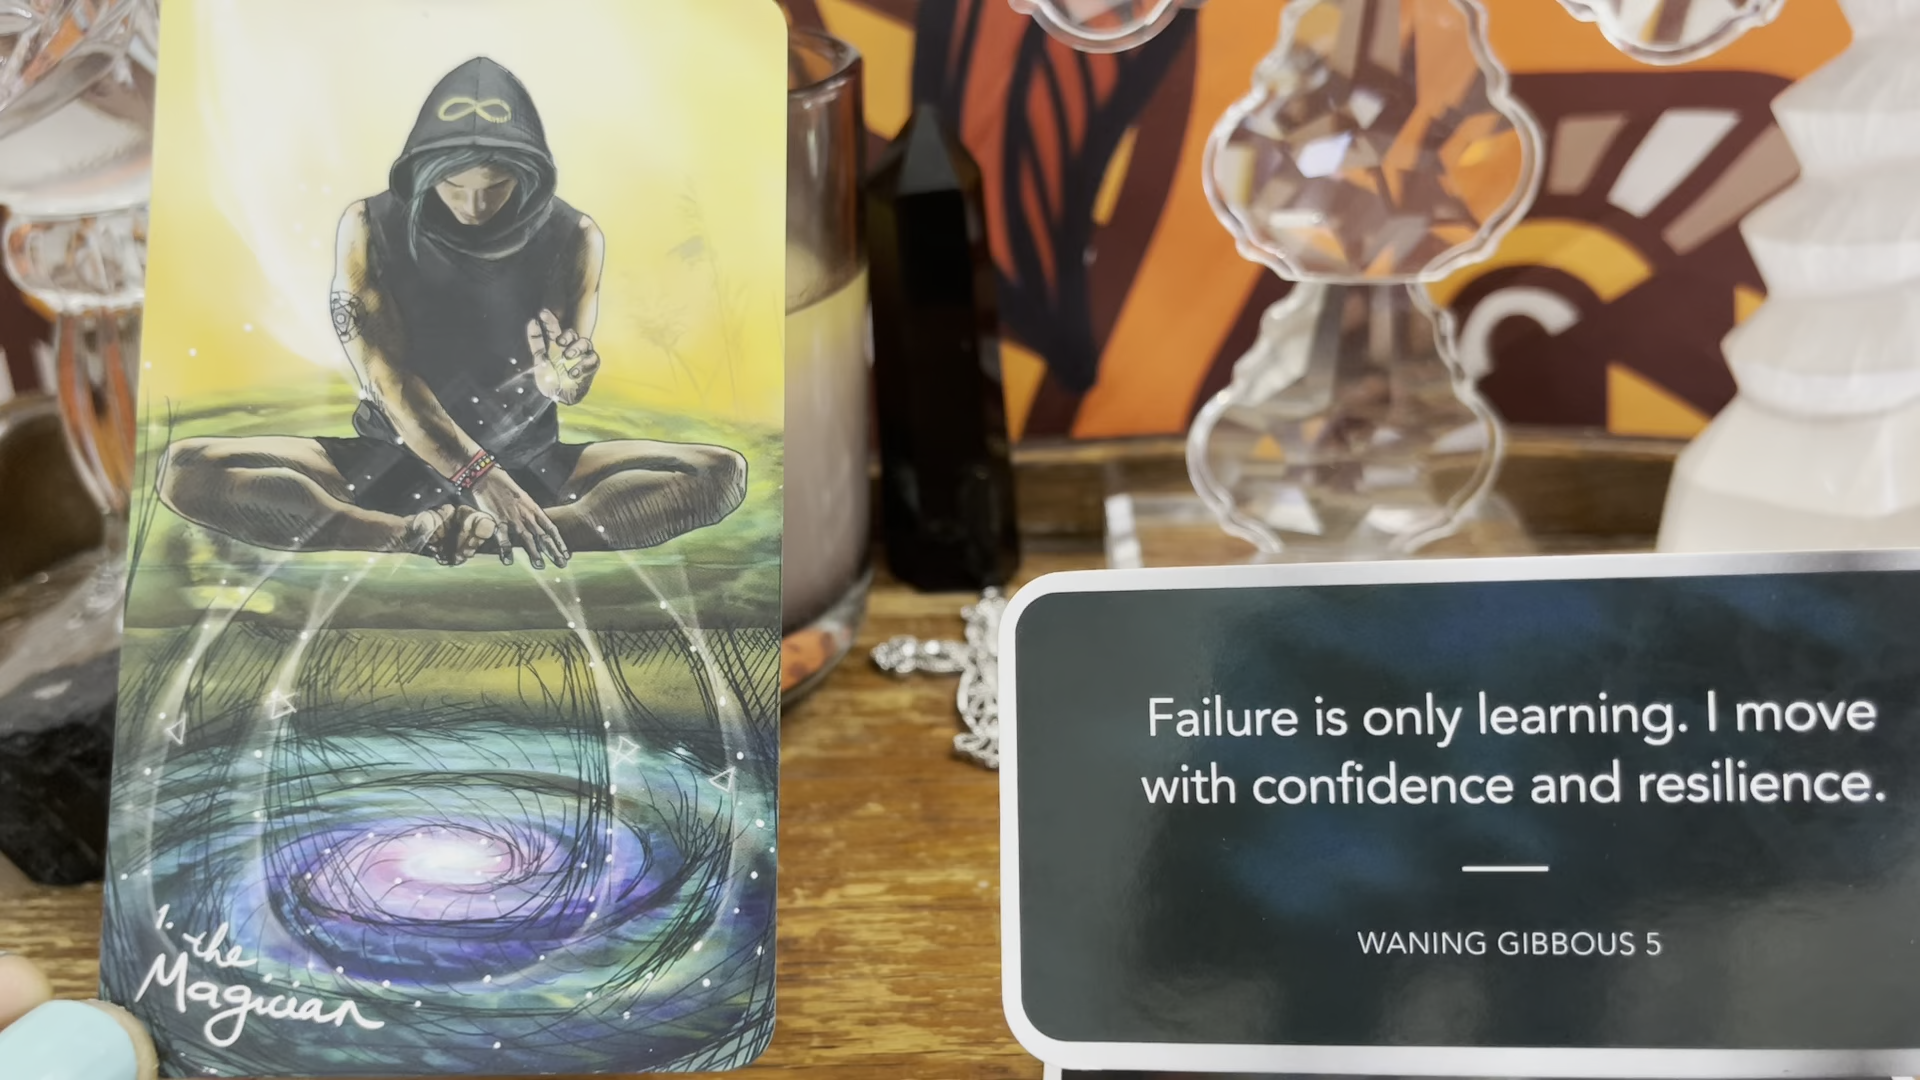 1. the
Magician
Failure is only learning. I move
with confidence and resilience.
WANING GIBBOUS 5